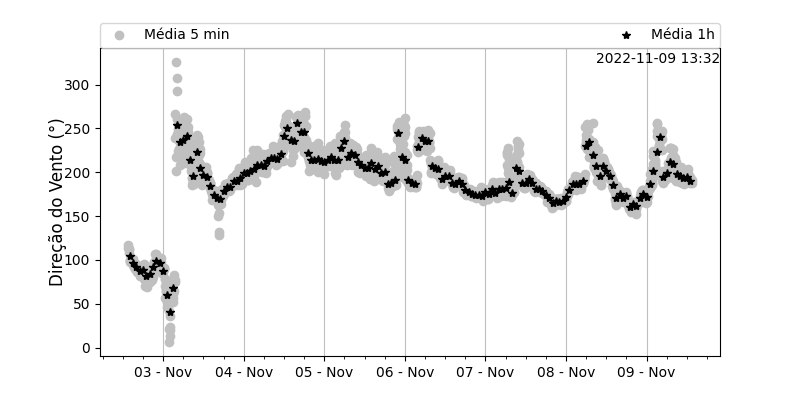 Média 5 min
Média 1h
2022-11-09 13:32
Direção do Vento (°)
300
250
200
150
100
50
0
03 - Nov
04 - Nov
05 - Nov
06 - Nov
07 - Nov
08 - Nov
09 - Nov